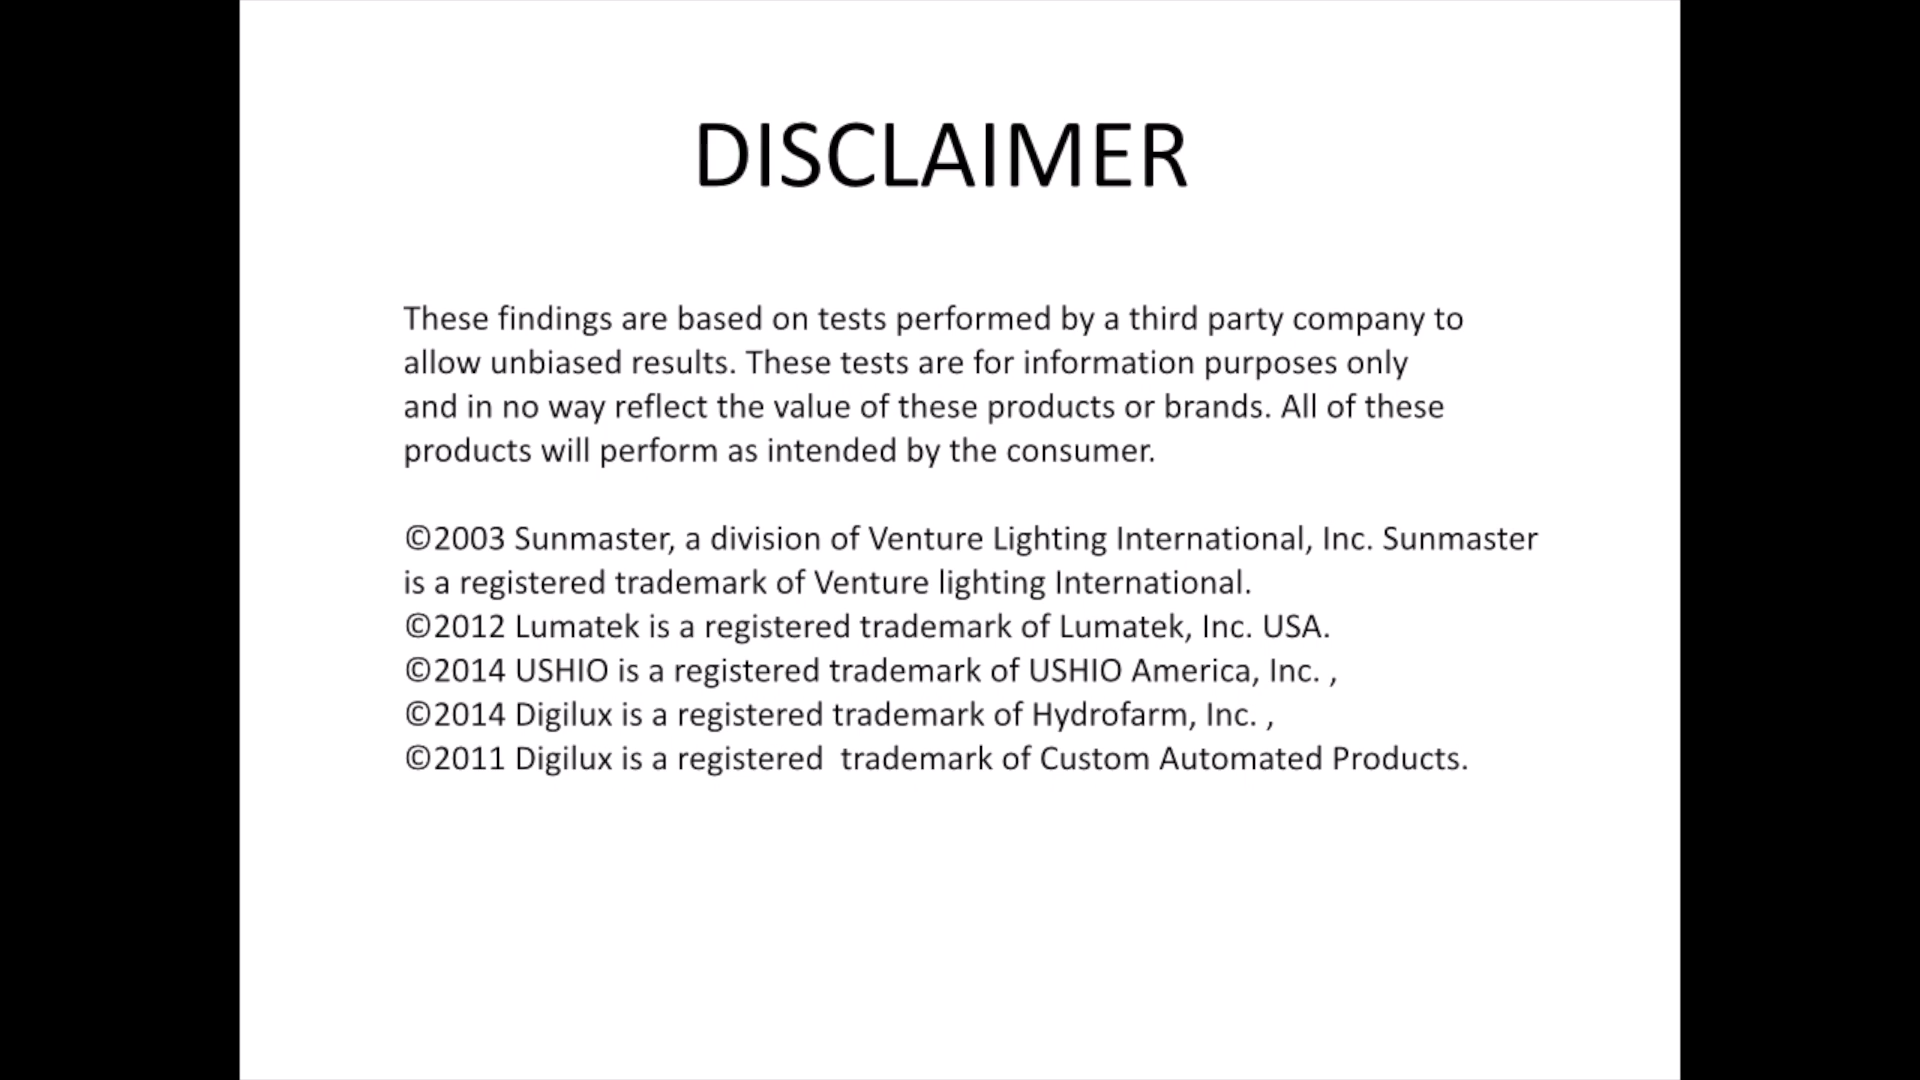 DISCLAIMER
These findings are based on tests performed by a third party company to
allow unbiased results. These tests are for information purposes only
and in no way reflect the value of these products or brands. All of these
products will perform as intended by the consumer.
©2003 Sunmaster, a division of Venture Lighting International, Inc. Sunmaster
is a registered trademark of Venture lighting International.
©2012 Lumatek is a registered trademark of Lumatek, Inc. USA.
©2014 USHIO is a registered trademark of USHIO America, Inc. ,
©2014 Digilux is a registered trademark of Hydrofarm, Inc. ,
©2011 Digilux is a registered  trademark of Custom Automated Products.